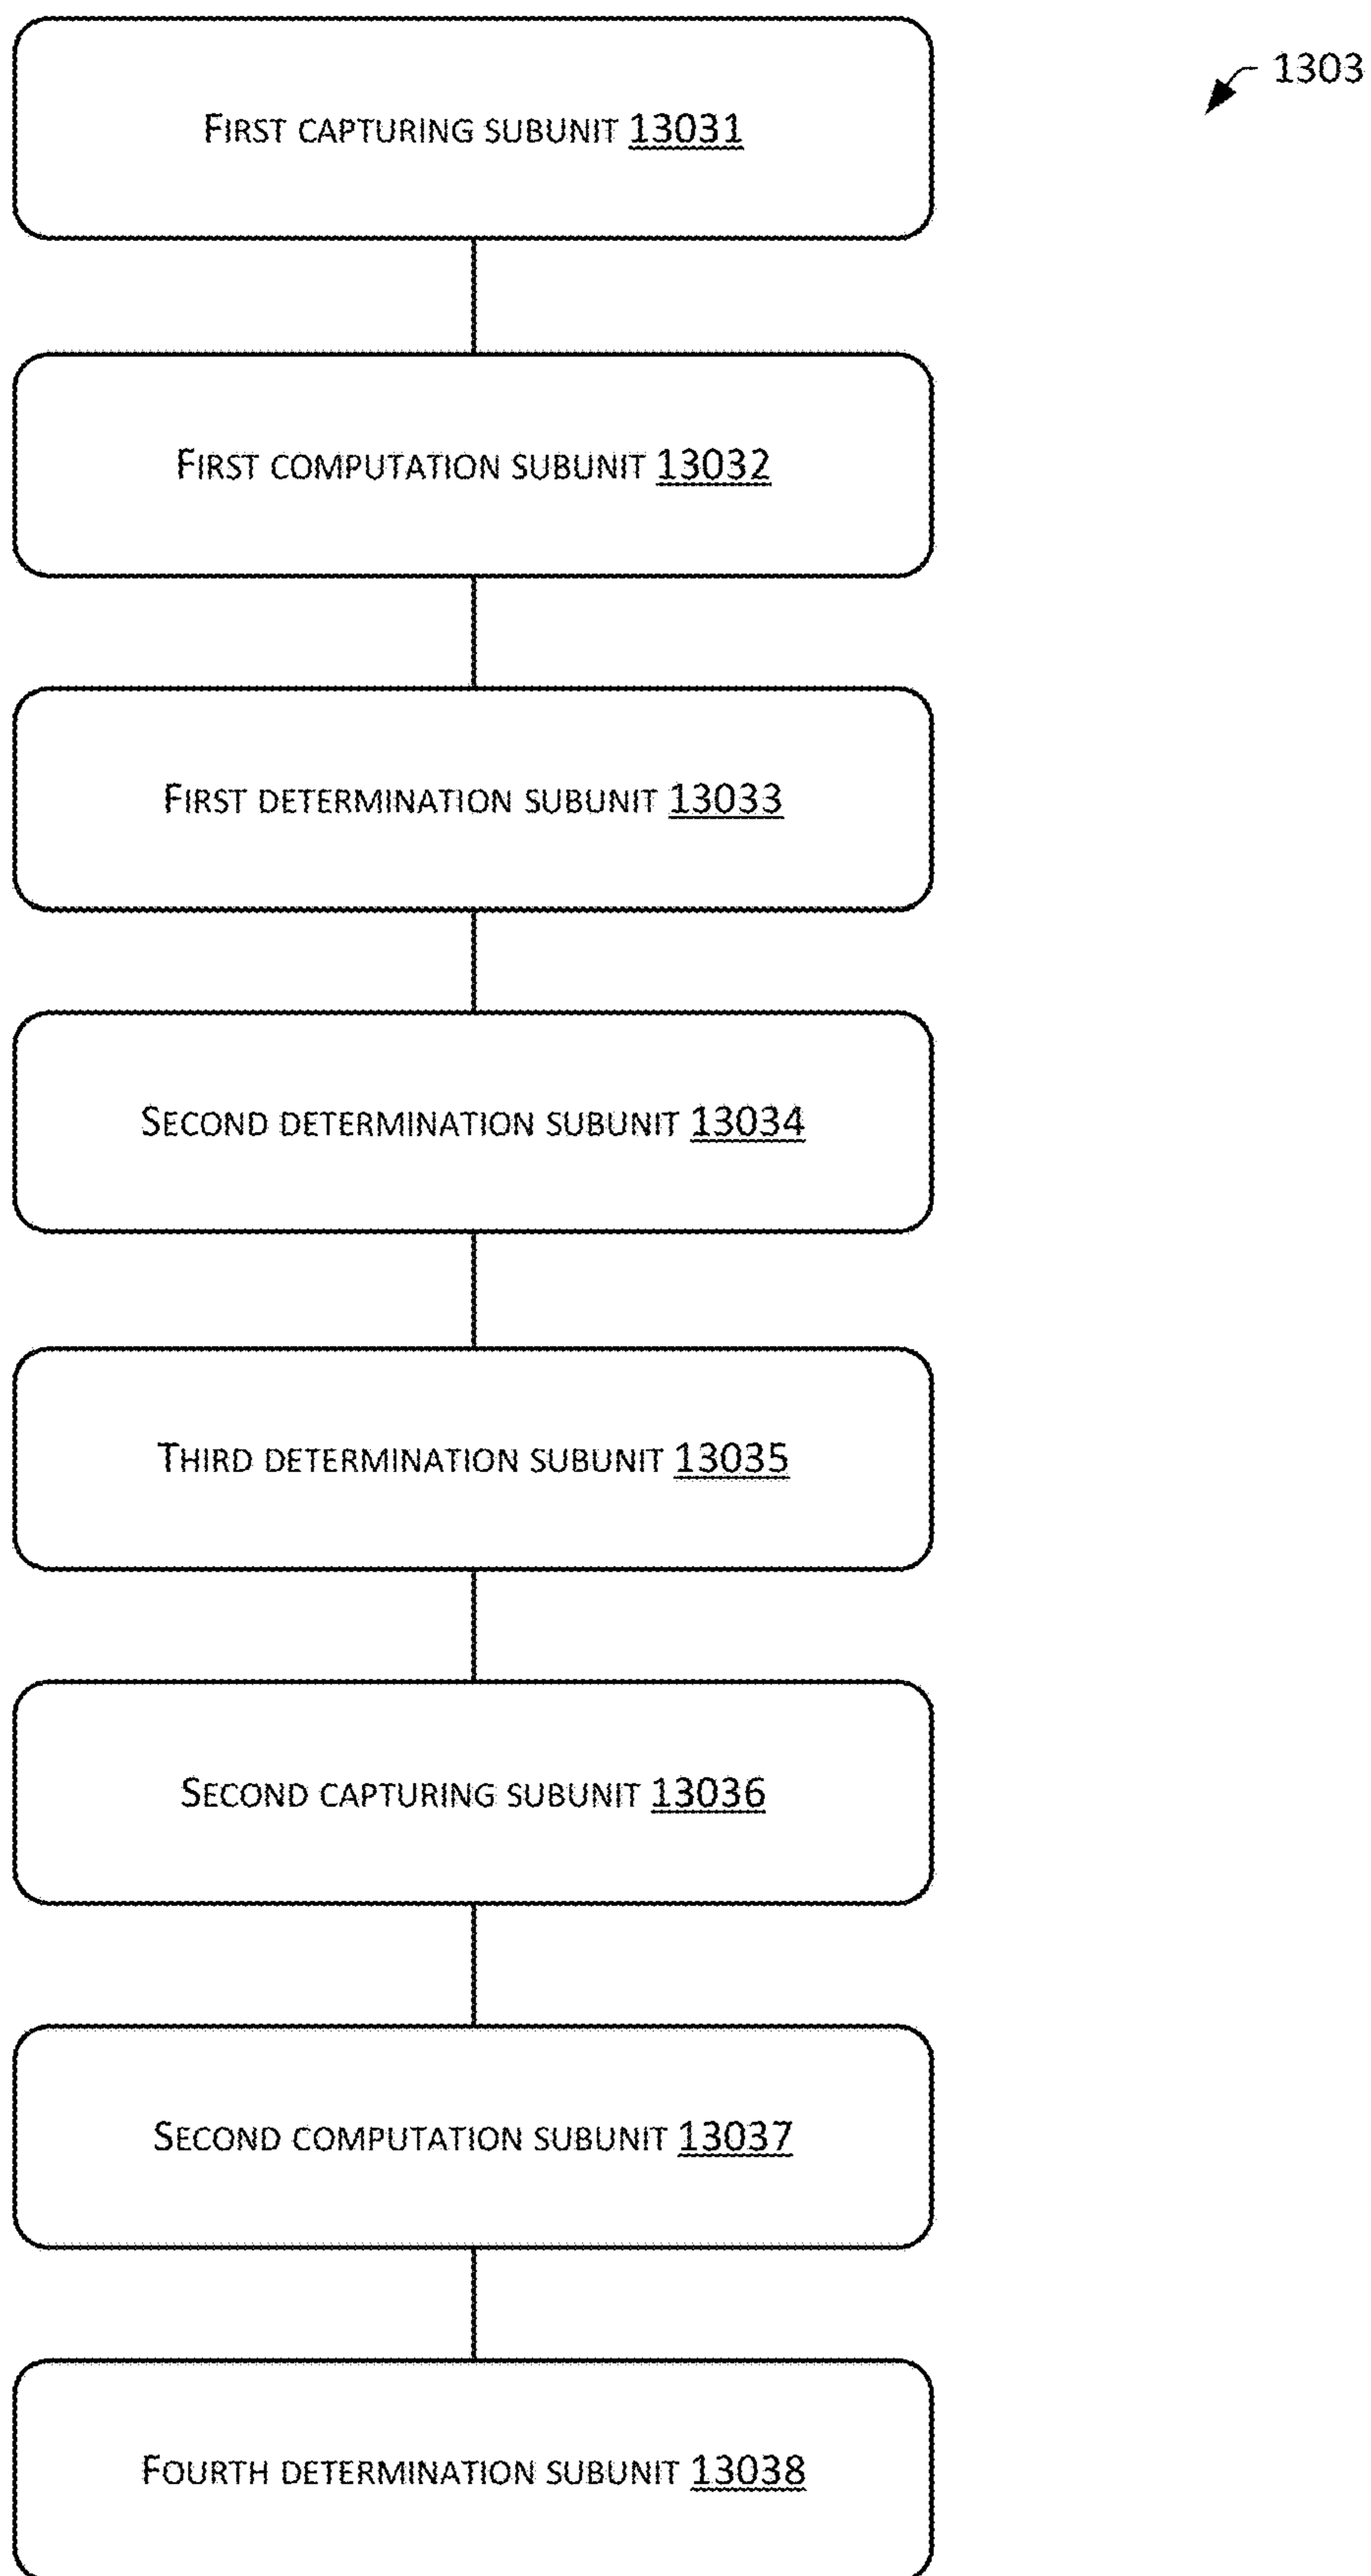 1303
FIRST CAPTURING SUBUNIT 13031
FIRST COMPUTATION SUBUNIT 13032
FIRST DETERMINATION SUBUNIT 13033
SECOND DETERMINATION SUBUNIT 13034
THIRD DETERMINATION SUBUNIT 13035
SECOND CAPTURING SUBUNIT 13036
SECOND COMPUTATION SUBUNIT 13037
FOURTH DETERMINATION SUBUNIT 13038